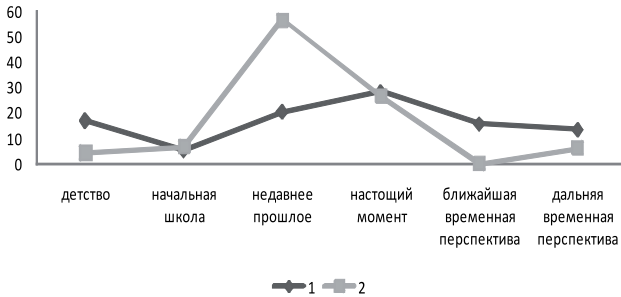 60
50
40
30
20
10
0
детство
начальная
школа
недавнее
прошлое
настощий
момент
ближайшая
временная
перспектива
дальняя
временная
перспектива
1 2